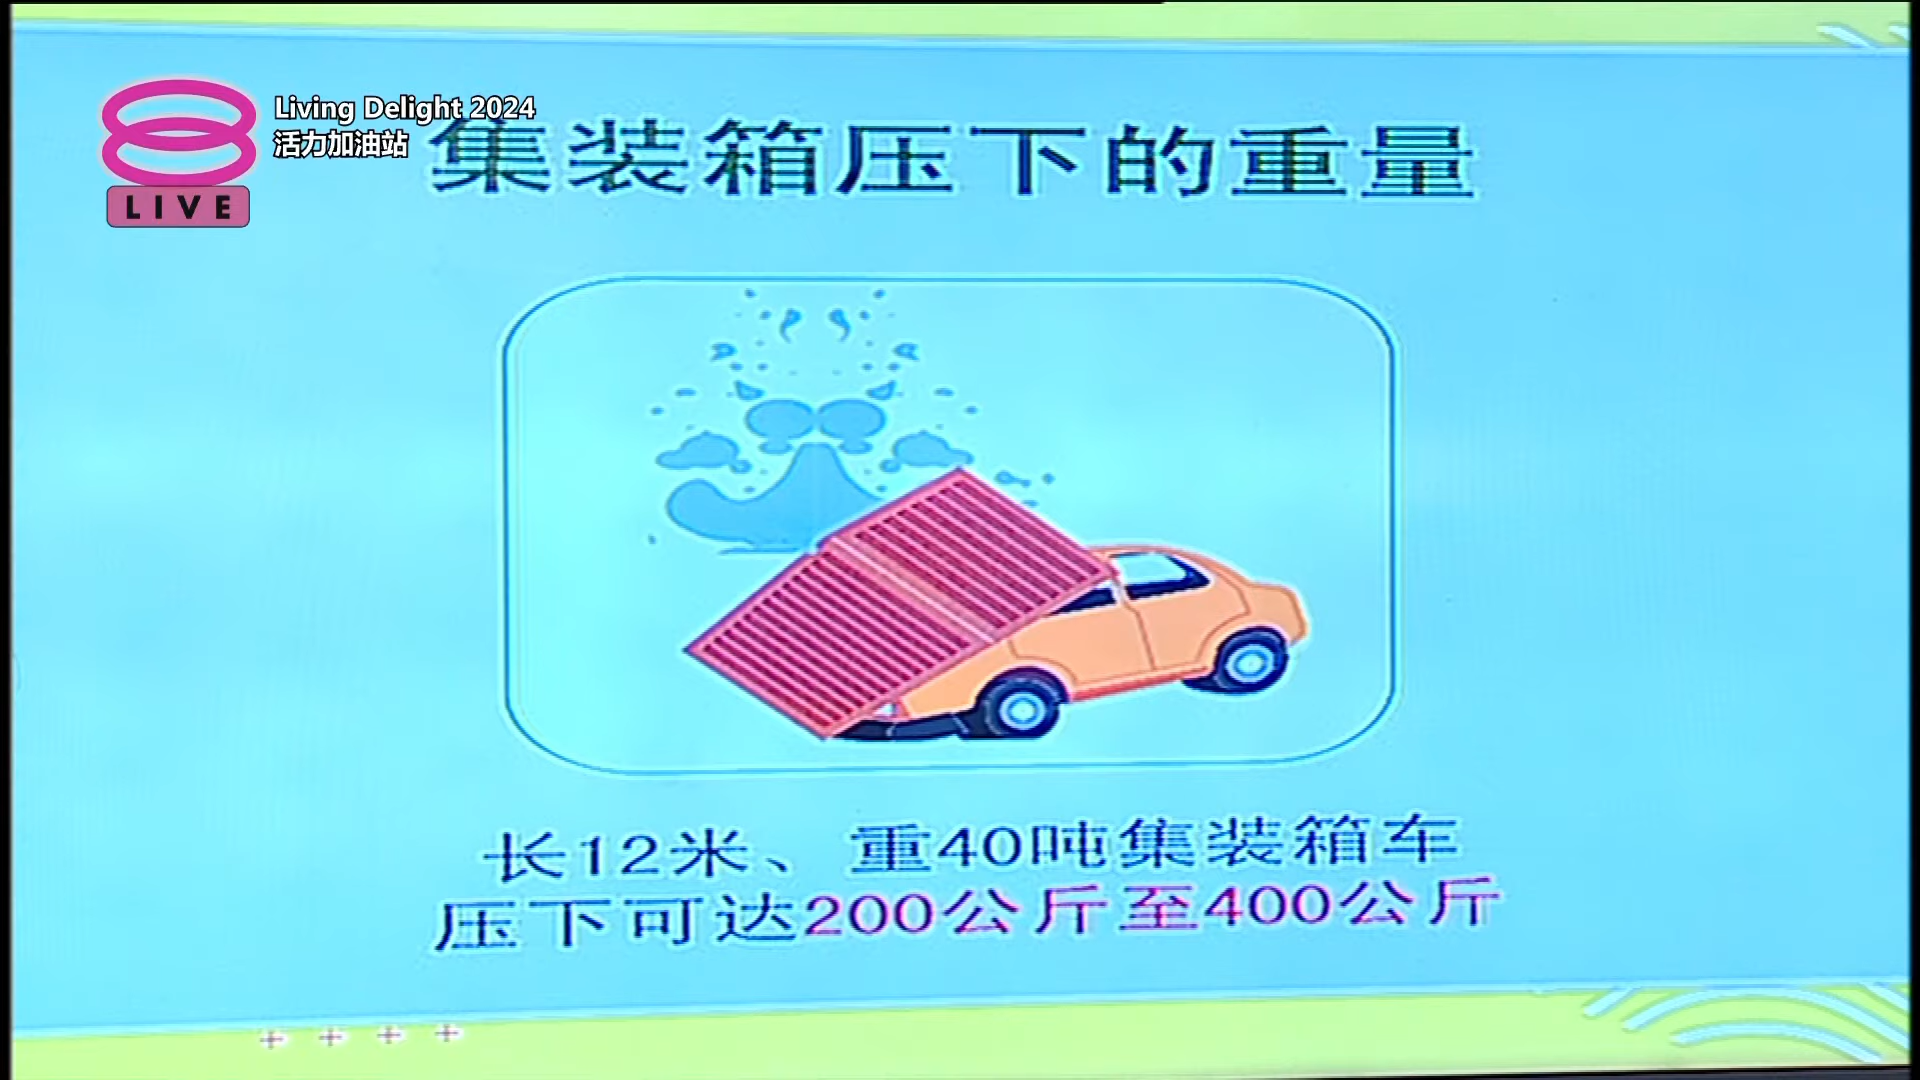 Living Delight 2024
活力加油站
LIVE
集装箱压下的重量
长12米、重40吨集装箱车
压下可达200公斤至400公斤